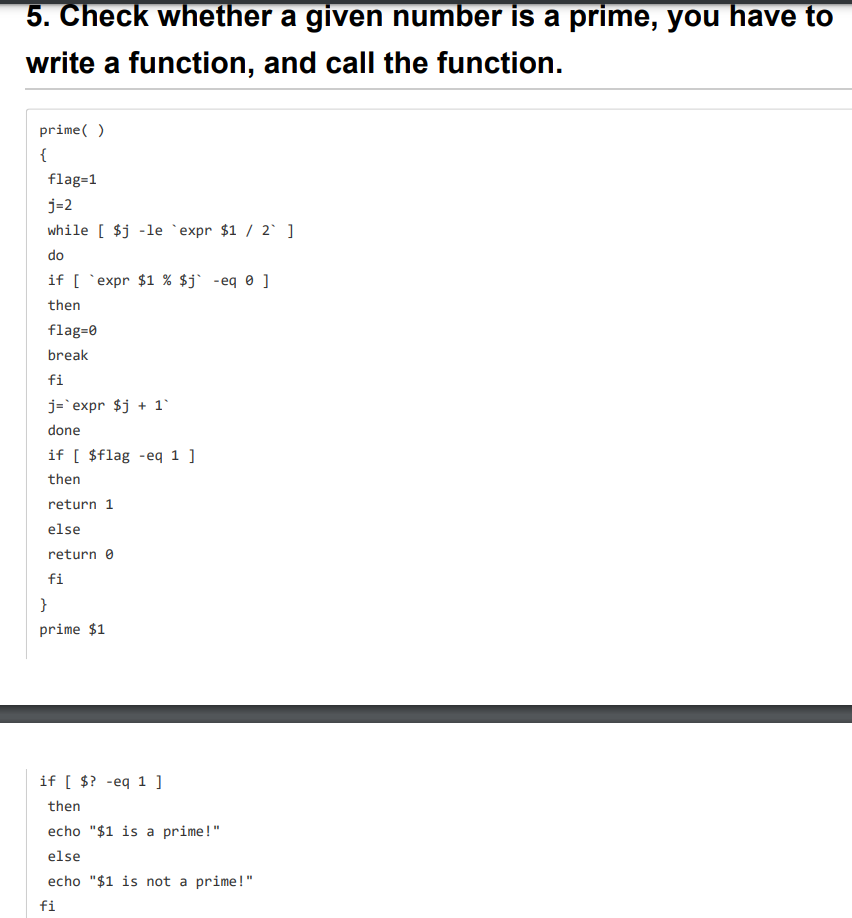 5. Check whether a given number is a prime, you have to
write a function, and call the function.
prime( )
{
flag=1
j=2
while [ $j -le `expr $1 / 2` ]
do
if [ `expr $1 % $j` -eq 0 ]
then
flag=0
break
fi
j=`expr $j + 1`
done
if [ $flag -eq 1 ]
then
return 1
else
return 0
fi
}
prime $1
if [ $? -eq 1 ]
then
echo "$1 is a prime!"
else
echo "$1 is not a prime!"
fi